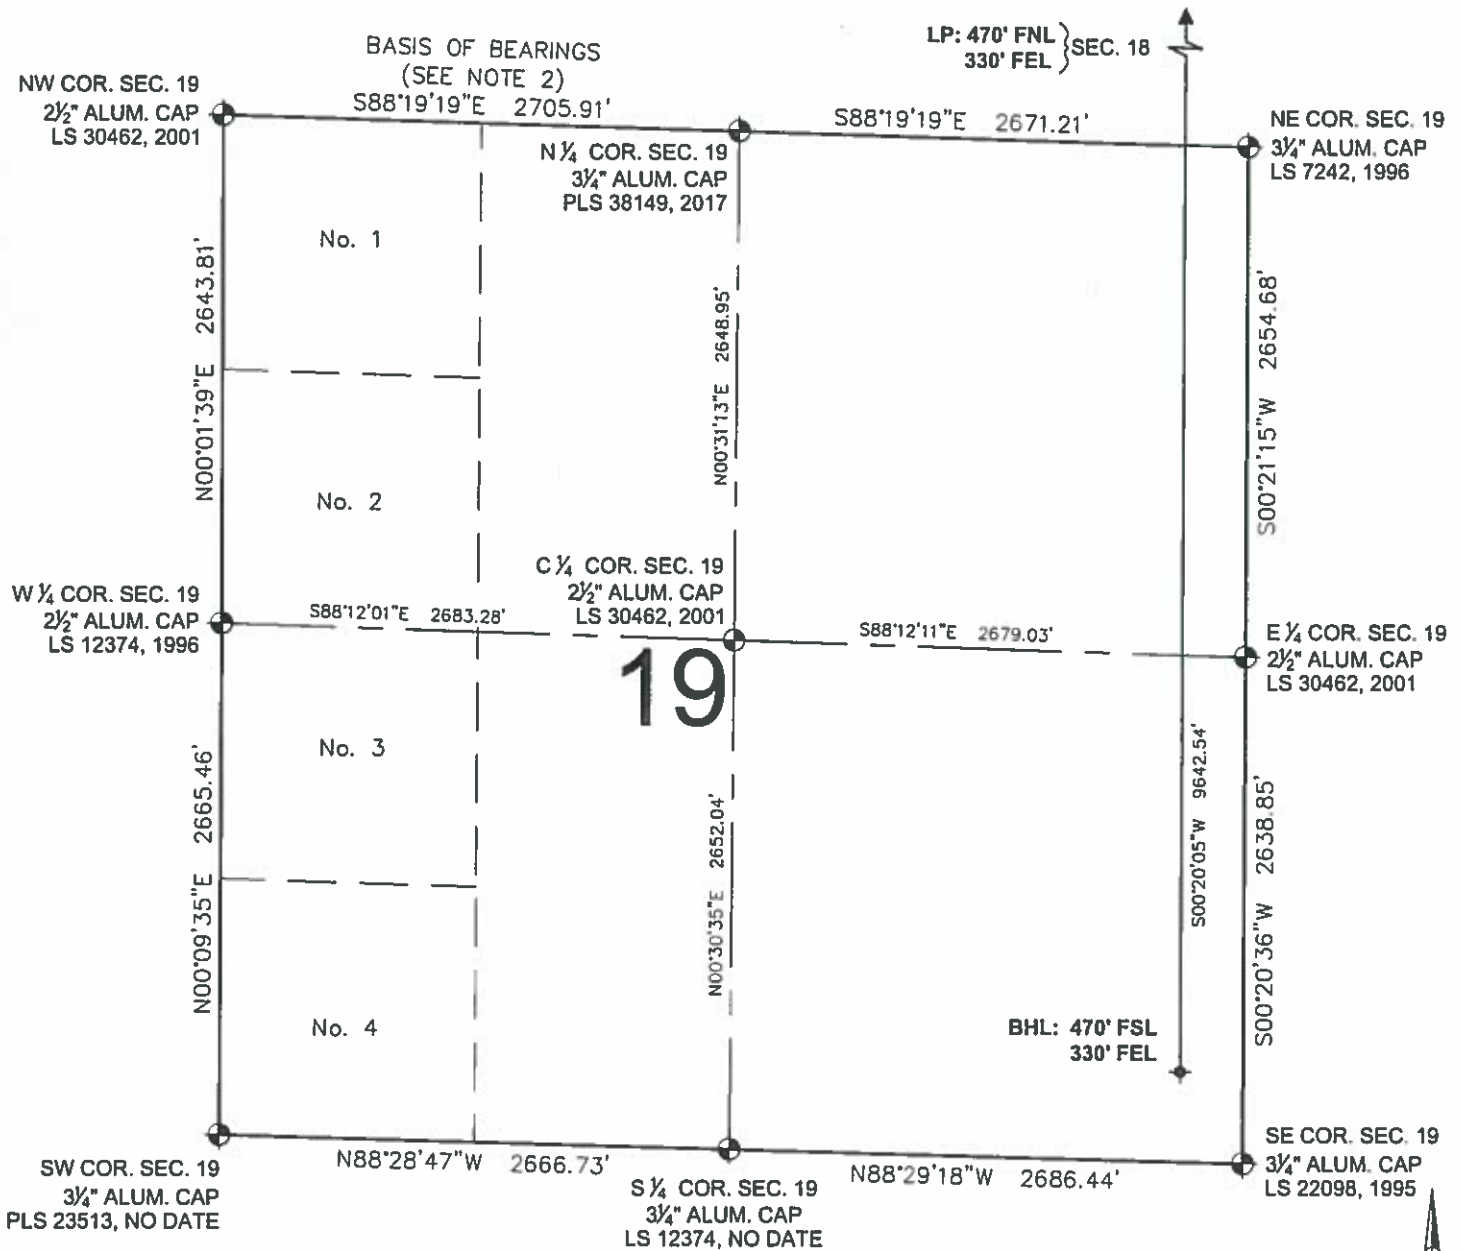 BASIS OF BEARINGS
(SEE NOTE 2)
S88°19'19"E 2705.91'
LP: 470' FNL
330' FEL
SEC. 18
NW COR. SEC. 19
2½" ALUM. CAP
LS 30462, 2001
S88°19'19"E 2671.21'
NE COR. SEC. 19
3¼" ALUM. CAP
LS 7242, 1996
N ¼ COR. SEC. 19
3¼" ALUM. CAP
PLS 38149, 2017
No. 1
N00°01'39"E 2643.81'
N00°31'13"E 2648.95'
S00°21'15"W 2654.68'
No. 2
C ¼ COR. SEC. 19
2½" ALUM. CAP
LS 30462, 2001
W ¼ COR. SEC. 19
2½" ALUM. CAP
LS 12374, 1996
S88°12'01"E 2683.28'
S88°12'11"E 2679.03'
E ¼ COR. SEC. 19
2½" ALUM. CAP
LS 30462, 2001
19
No. 3
N00°09'35"E 2665.46'
N00°30'35"E 2652.04'
S00°20'05"W 9642.54'
S00°20'36"W 2638.85'
No. 4
BHL: 470' FSL
330' FEL
SW COR. SEC. 19
3¼" ALUM. CAP
PLS 23513, NO DATE
N88°28'47"W 2666.73'
S ¼ COR. SEC. 19
3¼" ALUM. CAP
LS 12374, NO DATE
N88°29'18"W 2686.44'
SE COR. SEC. 19
3¼" ALUM. CAP
LS 22098, 1995